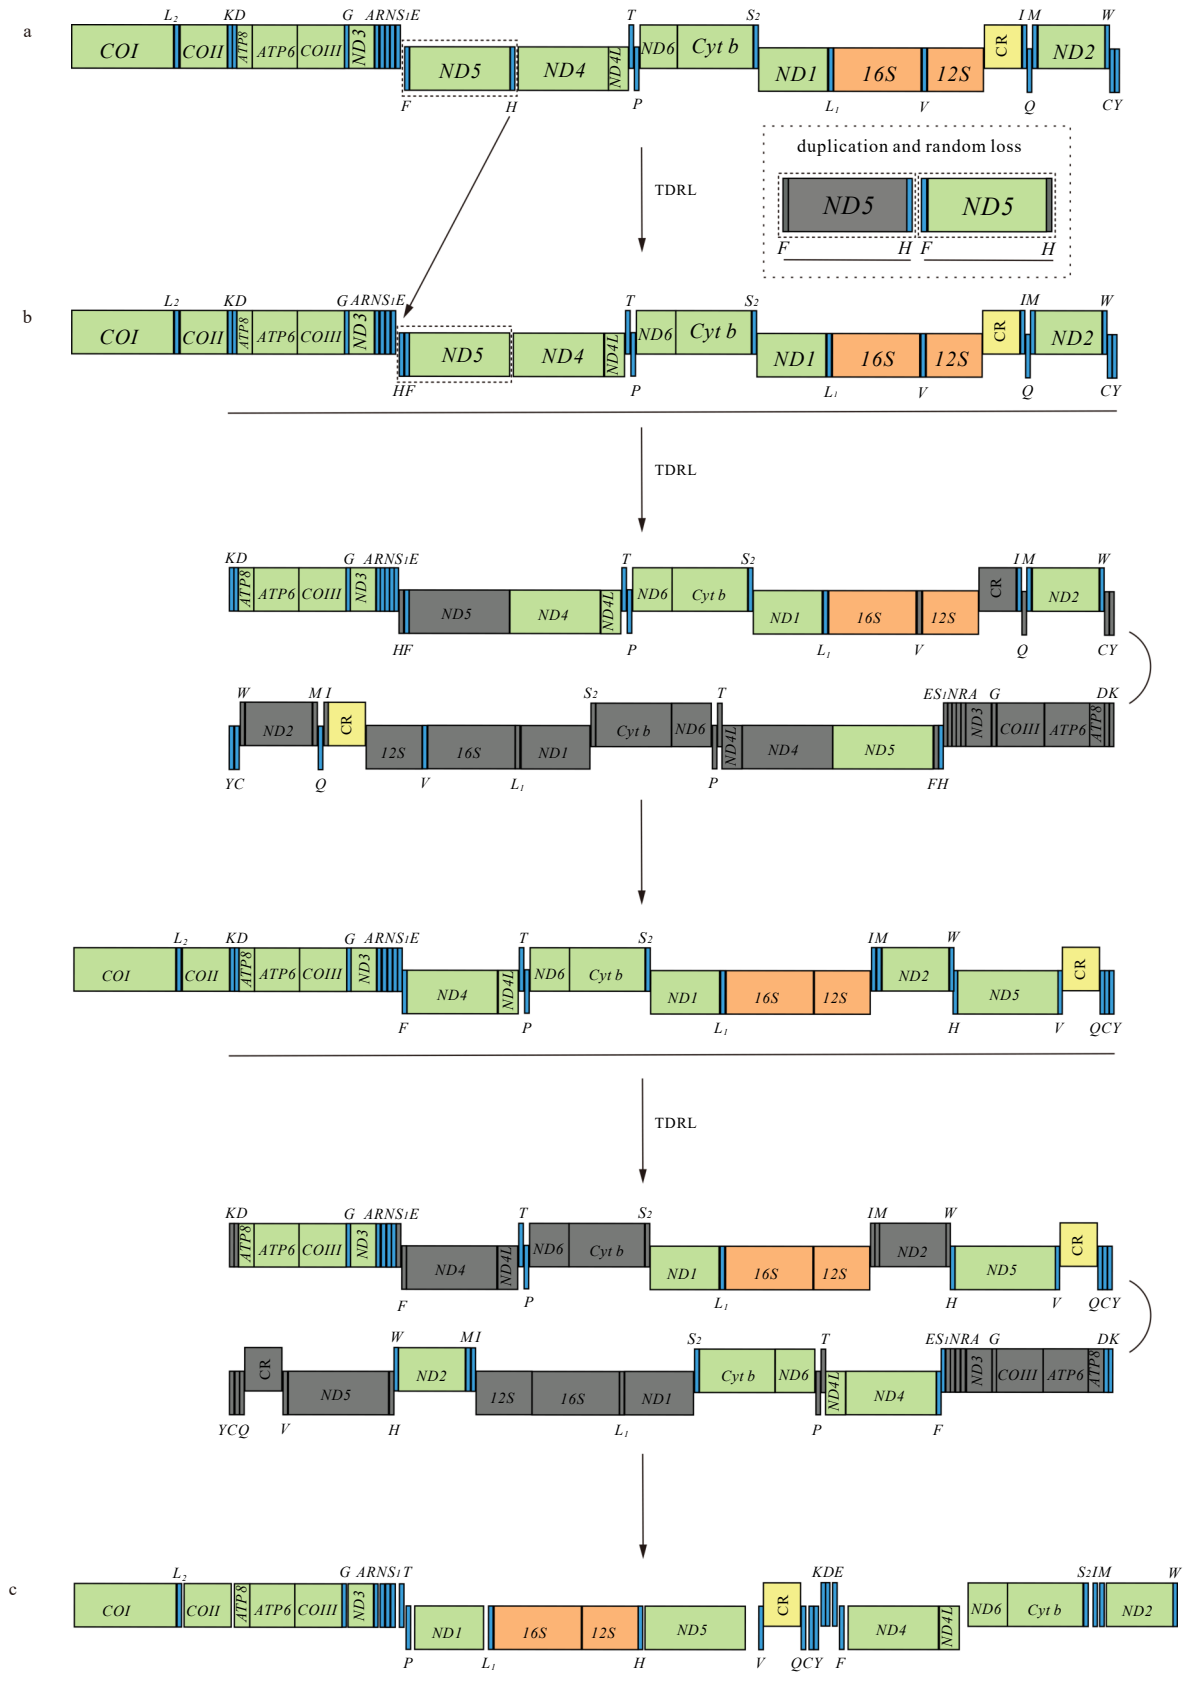 a
L2 KD G ARNS1E T S2 I M W
COI COII ATP8 ATP6 COIII ND3 ND6 Cyt b CR ND2
ND5 ND4 ND4L ND1 16S 12S
F H P L1 V Q CY
duplication and random loss
TDRL
ND5 ND5
F H F H
b
L2 KD G ARNS1E T S2 IM W
COI COII ATP8 ATP6 COIII ND3 ND6 Cyt b CR ND2
ND5 ND4 ND4L ND1 16S 12S
HF P L1 V Q CY
TDRL
KD G ARNS1E T S2 I M W
ATP8 ATP6 COIII ND3 ND6 Cyt b CR ND2
ND5 ND4 ND4L ND1 16S 12S
HF P L1 V Q CY
W M I S2 T ES1NRA G DK
ND2 CR Cyt b ND6 ND3 COIII ATP6 ATP8
12S 16S ND1 ND4L ND4 ND5
YC Q V L1 P FH
L2 KD G ARNS1E T S2 IM W
COI COII ATP8 ATP6 COIII ND3 ND6 Cyt b ND2 CR
ND4 ND4L ND1 16S 12S ND5
F P L1 H V QCY
TDRL
KD G ARNS1E T S2 IM W
ATP8 ATP6 COIII ND3 ND6 Cyt b ND2 CR
ND4 ND4L ND1 16S 12S ND5
F P L1 H V QCY
W MI S2 T ES1NRA G DK
CR ND2 Cyt b ND6 ND3 COIII ATP6 ATP8
ND5 12S 16S ND1 ND4L ND4
YCQ V H L1 P F
c
L2 G ARNS1T KDE S2IM W
COI COII ATP8 ATP6 COIII ND3 CR ND6 Cyt b ND2
ND1 16S 12S ND5 ND4 ND4L
P L1 H V QCY F